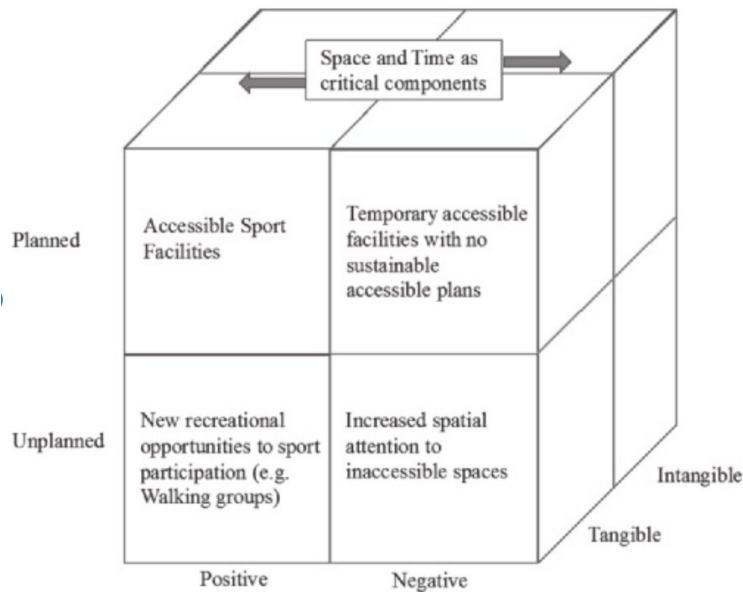 Space and Time as
critical components
Planned
Accessible Sport
Facilities
Temporary accessible
facilities with no
sustainable
accessible plans
Unplanned
New recreational
opportunities to sport
participation (e.g.
Walking groups)
Increased spatial
attention to
inaccessible spaces
Intangible
Tangible
Positive
Negative